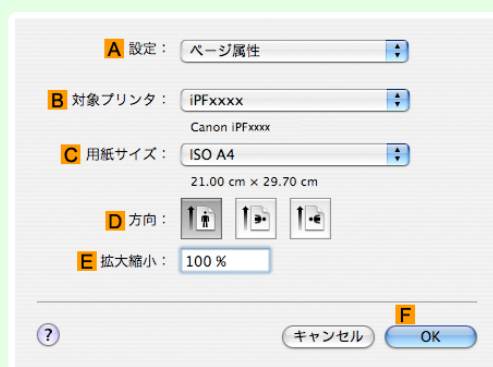 A 設定： ページ属性
B 対象プリンタ： iPFxxxx
Canon iPFxxxx
C 用紙サイズ： ISO A4
21.00 cm × 29.70 cm
D 方向：
E 拡大縮小： 100 %
F
? キャンセル OK